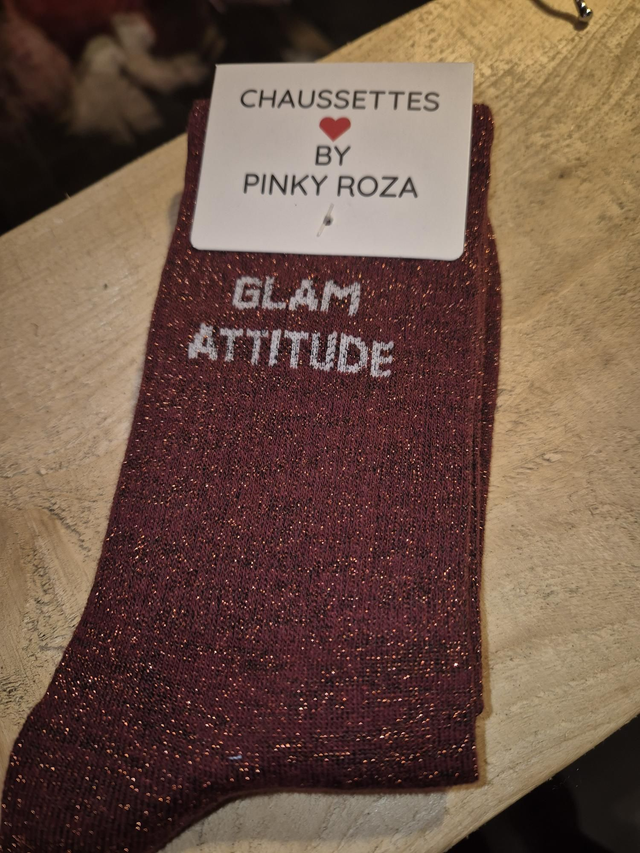 CHAUSSETTES
BY
PINKY ROZA
GLAM
ATTITUDE